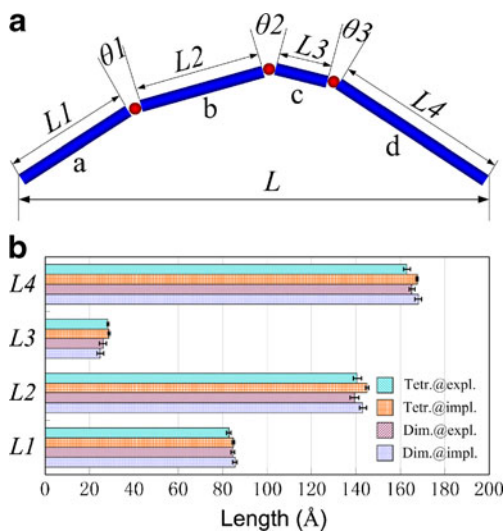 a
θ1
θ2
θ3
L1
L2
L3
L4
a
b
c
d
L
b
L4
L3
L2
L1
Tetr.@expl.
Tetr.@impl.
Dim.@expl.
Dim.@impl.
0 20 40 60 80 100 120 140 160 180 200
Length (Å)